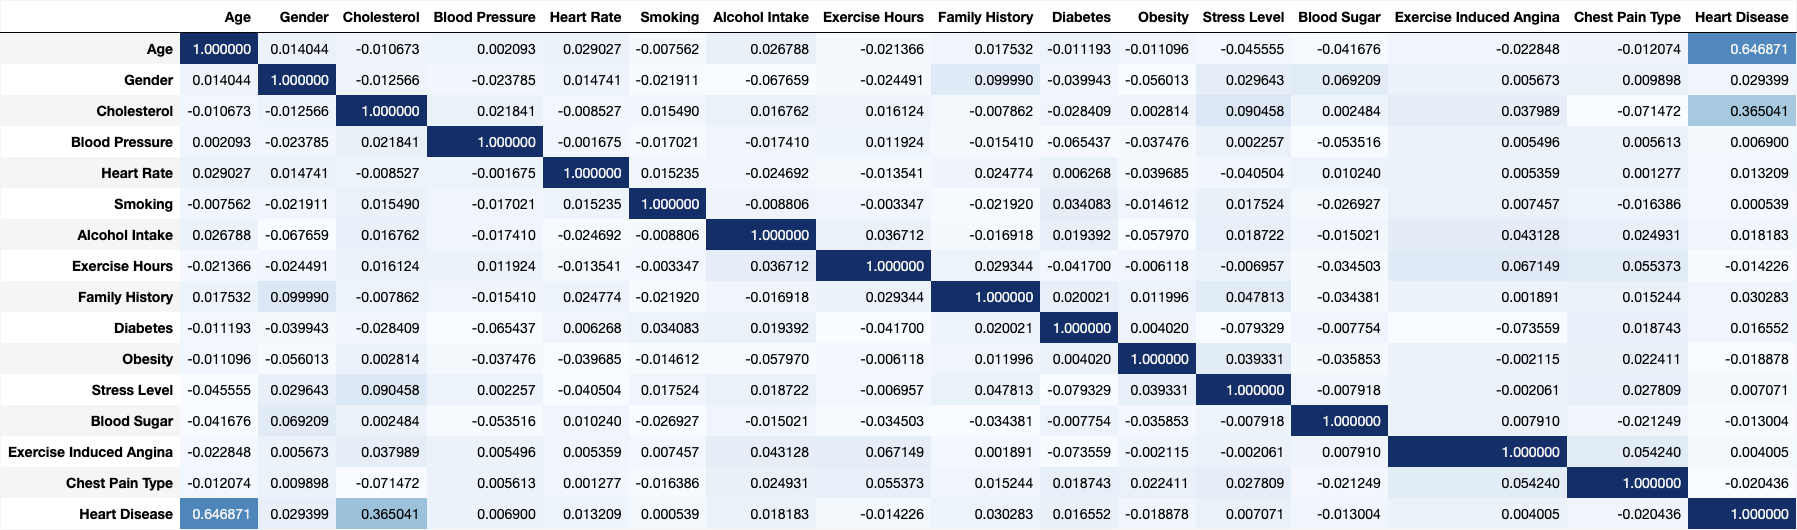 Age Gender Cholesterol Blood Pressure Heart Rate Smoking Alcohol Intake Exercise Hours Family History Diabetes Obesity Stress Level Blood Sugar Exercise Induced Angina Chest Pain Type Heart Disease
Age 1.000000 0.014044 -0.010673 0.002093 0.029027 -0.007562 0.026788 -0.021366 0.017532 -0.011193 -0.011096 -0.045555 -0.041676 -0.022848 -0.012074 0.646871
Gender 0.014044 1.000000 -0.012566 -0.023785 0.014741 -0.021911 -0.067659 -0.024491 0.099990 -0.039943 -0.056013 0.029643 0.069209 0.005673 0.009898 0.029399
Cholesterol -0.010673 -0.012566 1.000000 0.021841 -0.008527 0.015490 0.016762 0.016124 -0.007862 -0.028409 0.002814 0.090458 0.002484 0.037989 -0.071472 0.365041
Blood Pressure 0.002093 -0.023785 0.021841 1.000000 -0.001675 -0.017021 -0.017410 0.011924 -0.015410 -0.065437 -0.037476 0.002257 -0.053516 0.005496 0.005613 0.006900
Heart Rate 0.029027 0.014741 -0.008527 -0.001675 1.000000 0.015235 -0.024692 -0.013541 0.024774 0.006268 -0.039685 -0.040504 0.010240 0.005359 0.001277 0.013209
Smoking -0.007562 -0.021911 0.015490 -0.017021 0.015235 1.000000 -0.008806 -0.003347 -0.021920 0.034083 -0.014612 0.017524 -0.026927 0.007457 -0.016386 0.000539
Alcohol Intake 0.026788 -0.067659 0.016762 -0.017410 -0.024692 -0.008806 1.000000 0.036712 -0.016918 0.019392 -0.057970 0.018722 -0.015021 0.043128 0.024931 0.018183
Exercise Hours -0.021366 -0.024491 0.016124 0.011924 -0.013541 -0.003347 0.036712 1.000000 0.029344 -0.041700 -0.006118 -0.006957 -0.034503 0.067149 0.055373 -0.014226
Family History 0.017532 0.099990 -0.007862 -0.015410 0.024774 -0.021920 -0.016918 0.029344 1.000000 0.020021 0.011996 0.047813 -0.034381 0.001891 0.015244 0.030283
Diabetes -0.011193 -0.039943 -0.028409 -0.065437 0.006268 0.034083 0.019392 -0.041700 0.020021 1.000000 0.004020 -0.079329 -0.007754 -0.073559 0.018743 0.016552
Obesity -0.011096 -0.056013 0.002814 -0.037476 -0.039685 -0.014612 -0.057970 -0.006118 0.011996 0.004020 1.000000 0.039331 -0.035853 -0.002115 0.022411 -0.018878
Stress Level -0.045555 0.029643 0.090458 0.002257 -0.040504 0.017524 0.018722 -0.006957 0.047813 -0.079329 0.039331 1.000000 -0.007918 -0.002061 0.027809 0.007071
Blood Sugar -0.041676 0.069209 0.002484 -0.053516 0.010240 -0.026927 -0.015021 -0.034503 -0.034381 -0.007754 -0.035853 -0.007918 1.000000 0.007910 -0.021249 -0.013004
Exercise Induced Angina -0.022848 0.005673 0.037989 0.005496 0.005359 0.007457 0.043128 0.067149 0.001891 -0.073559 -0.002115 -0.002061 0.007910 1.000000 0.054240 0.004005
Chest Pain Type -0.012074 0.009898 -0.071472 0.005613 0.001277 -0.016386 0.024931 0.055373 0.015244 0.018743 0.022411 0.027809 -0.021249 0.054240 1.000000 -0.020436
Heart Disease 0.646871 0.029399 0.365041 0.006900 0.013209 0.000539 0.018183 -0.014226 0.030283 0.016552 -0.018878 0.007071 -0.013004 0.004005 -0.020436 1.000000